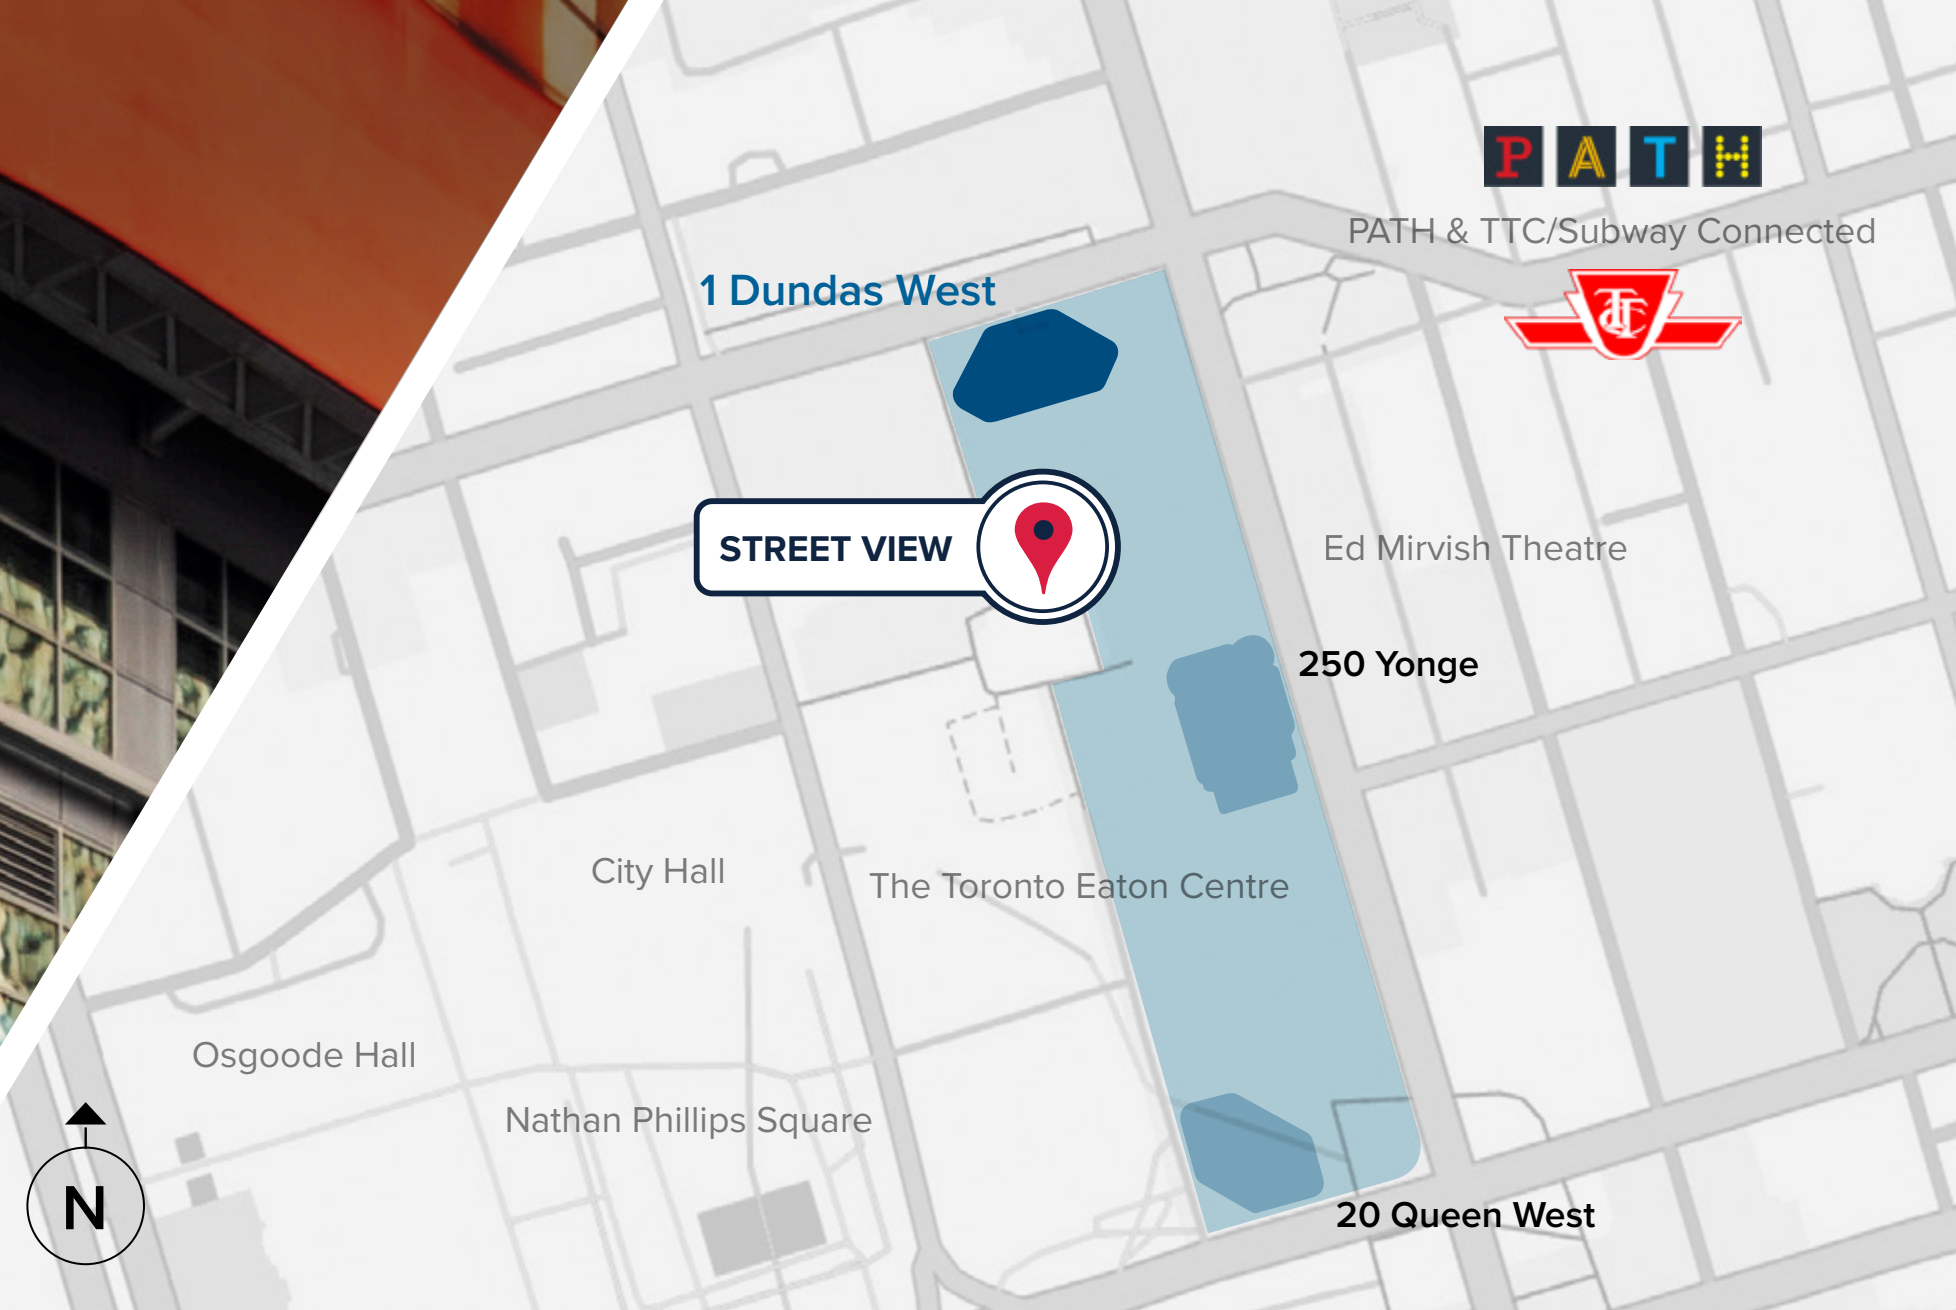 PATH
PATH & TTC/Subway Connected
TTC
1 Dundas West
STREET VIEW
Ed Mirvish Theatre
250 Yonge
City Hall
The Toronto Eaton Centre
Osgoode Hall
Nathan Phillips Square
N
20 Queen West